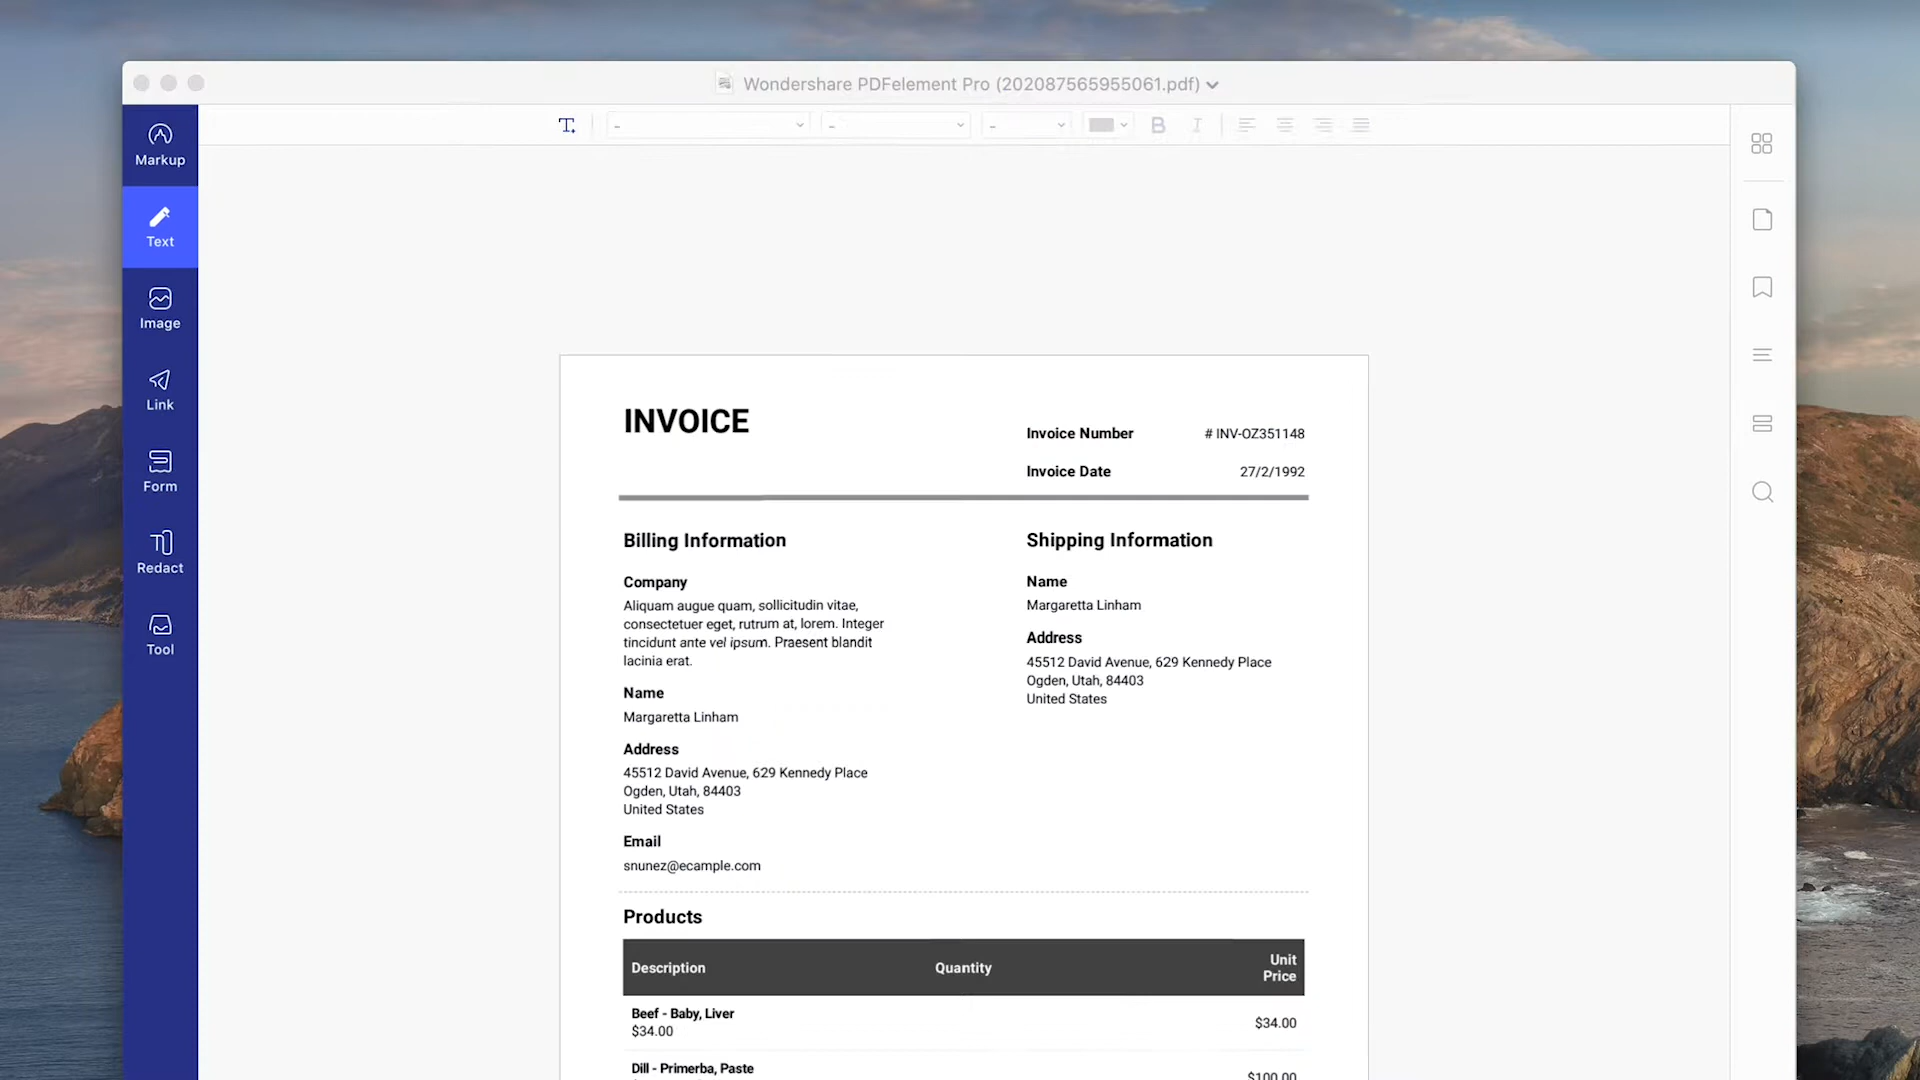 Wondershare PDFelement Pro (202087565955061.pdf)
Markup
Text
Image
Link
Form
Redact
Tool
B I
INVOICE
Invoice Number # INV-OZ351148
Invoice Date 27/2/1992
Billing Information
Company
Aliquam augue quam, sollicitudin vitae,
consectetuer eget, rutrum at, lorem. Integer
tincidunt ante vel ipsum. Praesent blandit
lacinia erat.
Name
Margaretta Linham
Address
45512 David Avenue, 629 Kennedy Place
Ogden, Utah, 84403
United States
Email
snunez@ecample.com
Shipping Information
Name
Margaretta Linham
Address
45512 David Avenue, 629 Kennedy Place
Ogden, Utah, 84403
United States
Products
Description Quantity Unit
Price
Beef - Baby, Liver
$34.00 $34.00
Dill - Primerba, Paste
$100.00